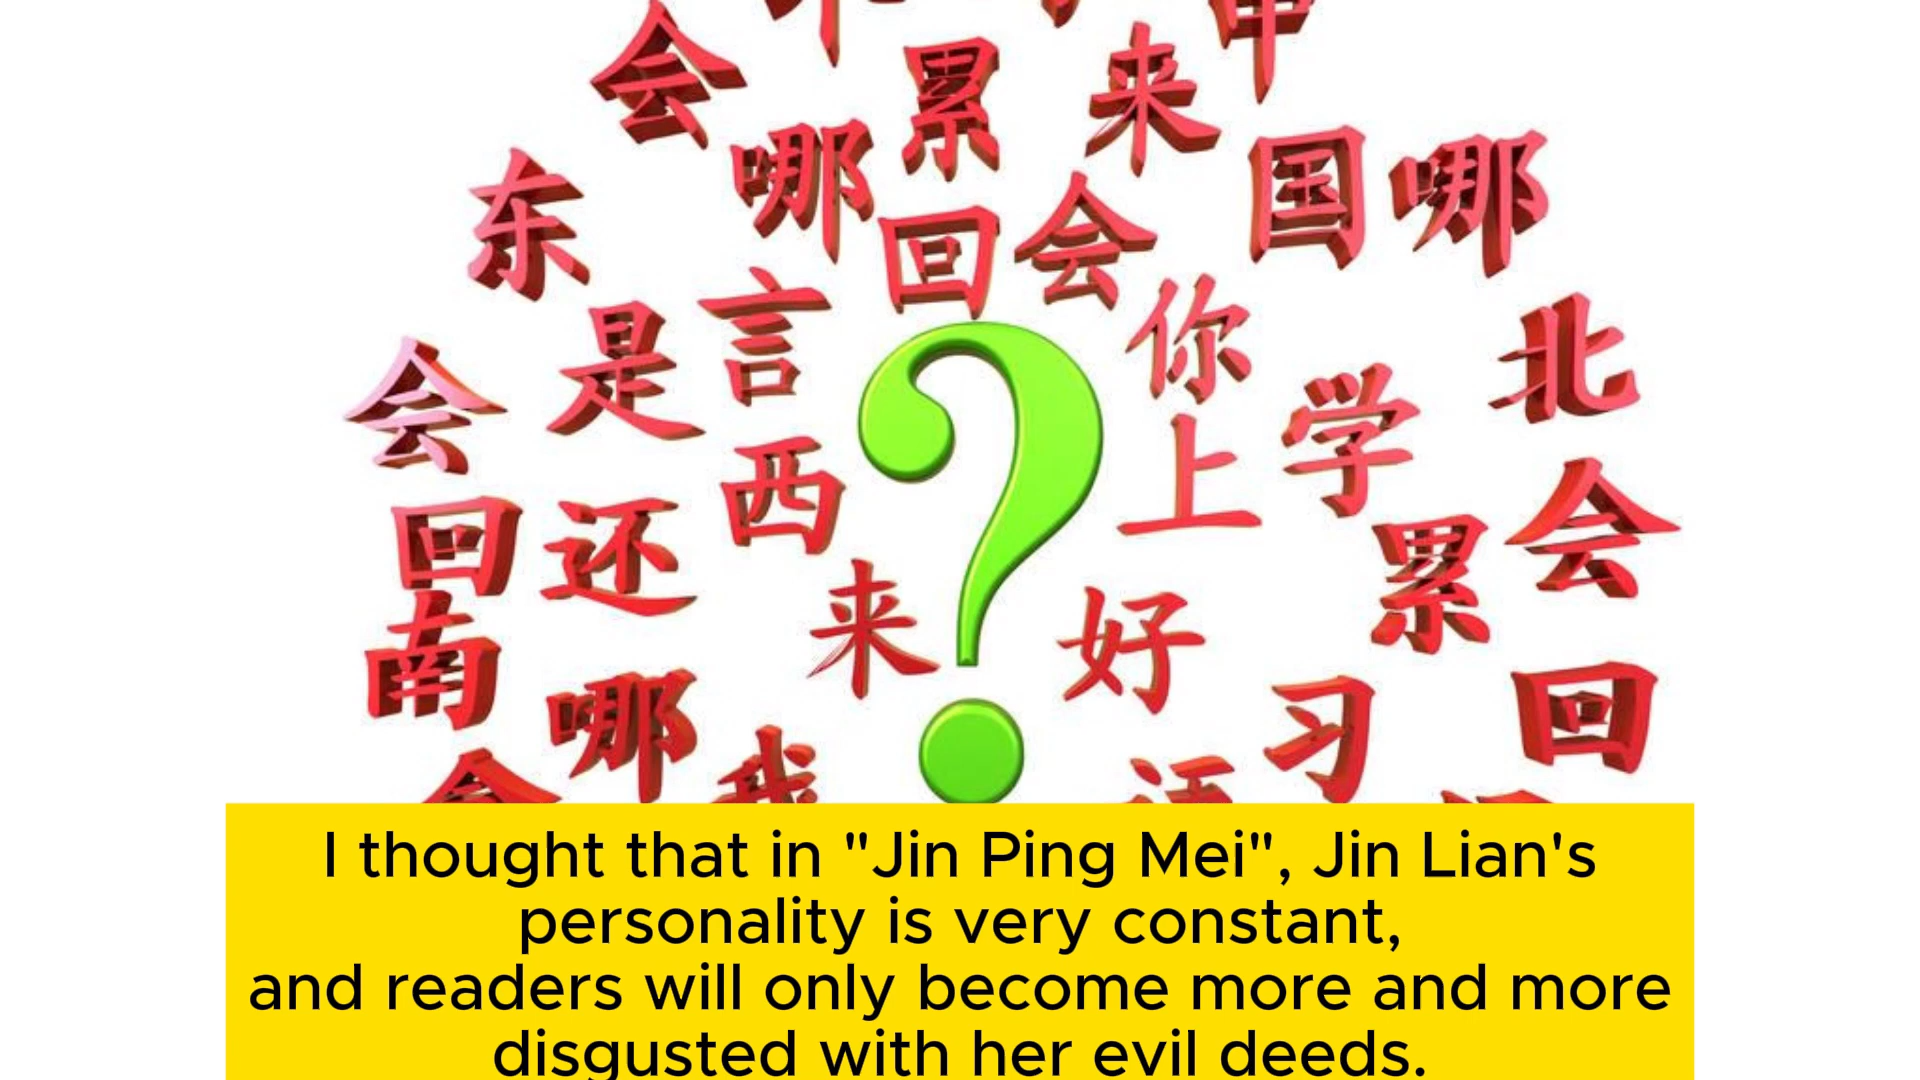 会 累 来 申
东 哪 回 会 国 哪
会 是 言 你 学 北
回 还 西 上 累 会
南 哪 来 好 习 回
我
I thought that in "Jin Ping Mei", Jin Lian's
personality is very constant,
and readers will only become more and more
disgusted with her evil deeds.